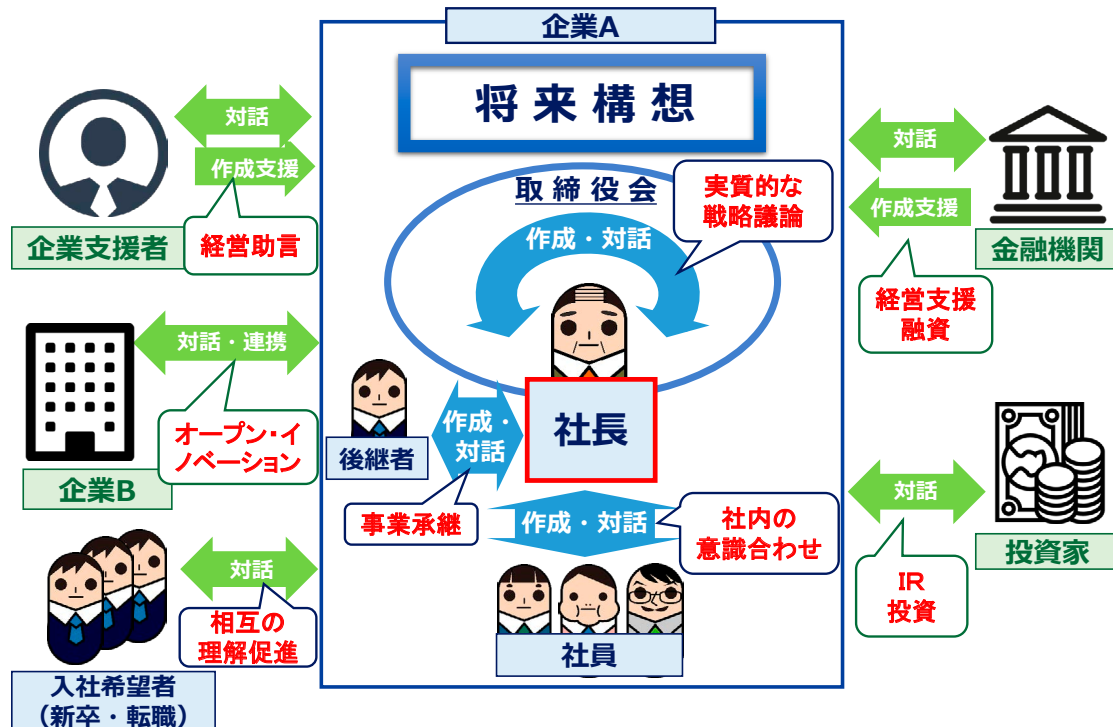 企業A
将来構想
対話
作成支援
経営助言
企業支援者
対話・連携
オープン・イ
ノベーション
企業B
対話
相互の
理解促進
入社希望者
（新卒・転職）
取締役会
作成・対話
実質的な
戦略議論
社長
後継者
作成・
対話
事業承継
作成・対話
社内の
意識合わせ
社員
対話
作成支援
金融機関
経営支援
融資
対話
投資家
IR
投資